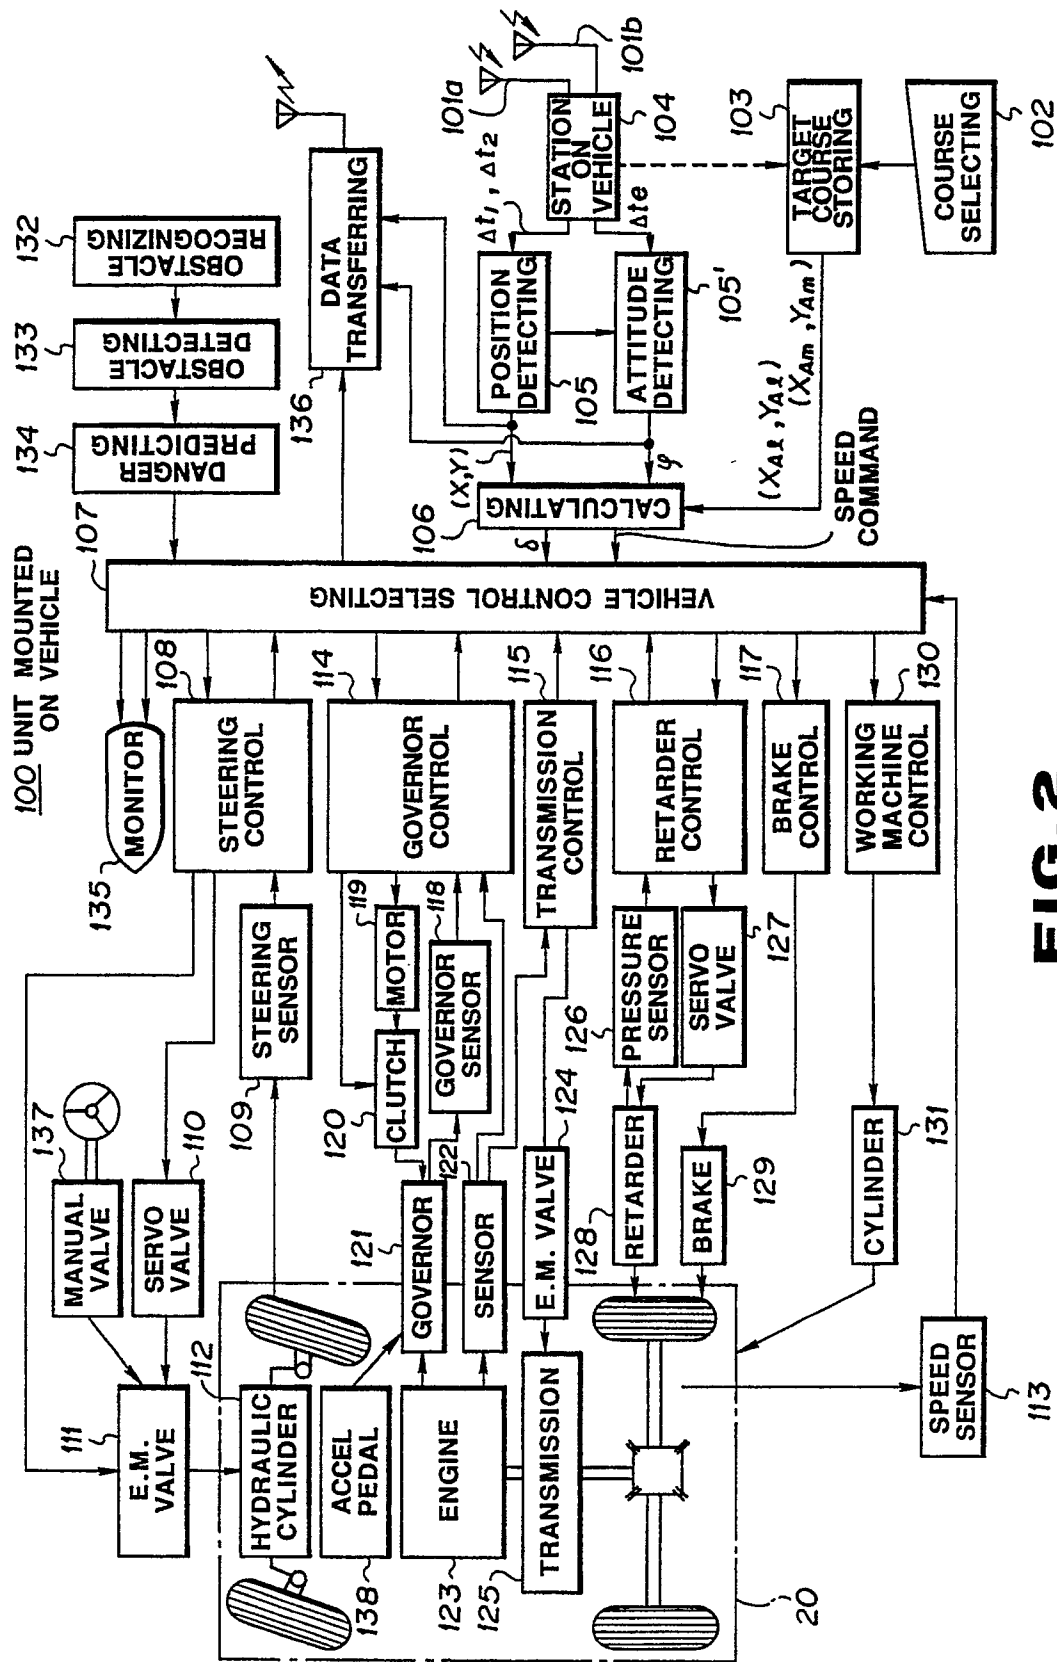 100 UNIT MOUNTED
ON VEHICLE
107
134
DANGER
PREDICTING
133
OBSTACLE
DETECTING
132
OBSTACLE
RECOGNIZING
135
MONITOR
108
STEERING
CONTROL
109
STEERING
SENSOR
137
MANUAL
VALVE
110
SERVO
VALVE
111
E.M.
VALVE
112
HYDRAULIC
CYLINDER
136
DATA
TRANSFERRING
114
GOVERNOR
CONTROL
119
MOTOR
118
GOVERNOR
SENSOR
120
CLUTCH
121
GOVERNOR
122
SENSOR
138
ACCEL
PEDAL
123
ENGINE
VEHICLE CONTROL SELECTING
115
TRANSMISSION
CONTROL
124
E.M. VALVE
125
TRANSMISSION
106
CALCULATING
(X,Y)
φ
δ
SPEED
COMMAND
105
POSITION
DETECTING
105'
ATTITUDE
DETECTING
Δt1, Δt2
Δte
101a
101b
104
STATION
ON
VEHICLE
(XAℓ, YAℓ)
(XAm, YAm)
116
RETARDER
CONTROL
126
PRESSURE
SENSOR
127
SERVO
VALVE
128
RETARDER
117
BRAKE
CONTROL
129
BRAKE
103
TARGET
COURSE
STORING
102
COURSE
SELECTING
130
WORKING
MACHINE
CONTROL
131
CYLINDER
113
SPEED
SENSOR
20
FIG.2